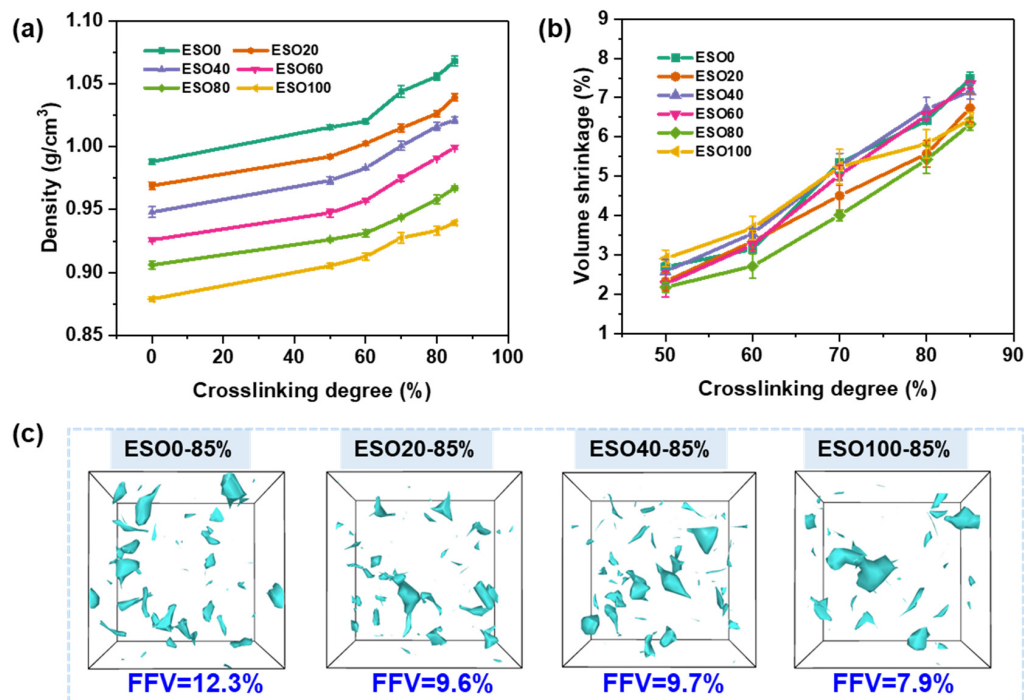 (a)
1.10
1.05
1.00
0.95
0.90
0.85
Density (g/cm³)
ESO0 ESO20
ESO40 ESO60
ESO80 ESO100
0 20 40 60 80 100
Crosslinking degree (%)
(b)
9
8
7
6
5
4
3
2
1
Volume shrinkage (%)
ESO0
ESO20
ESO40
ESO60
ESO80
ESO100
50 60 70 80 90
Crosslinking degree (%)
(c)
ESO0-85% ESO20-85% ESO40-85% ESO100-85%
FFV=12.3% FFV=9.6% FFV=9.7% FFV=7.9%